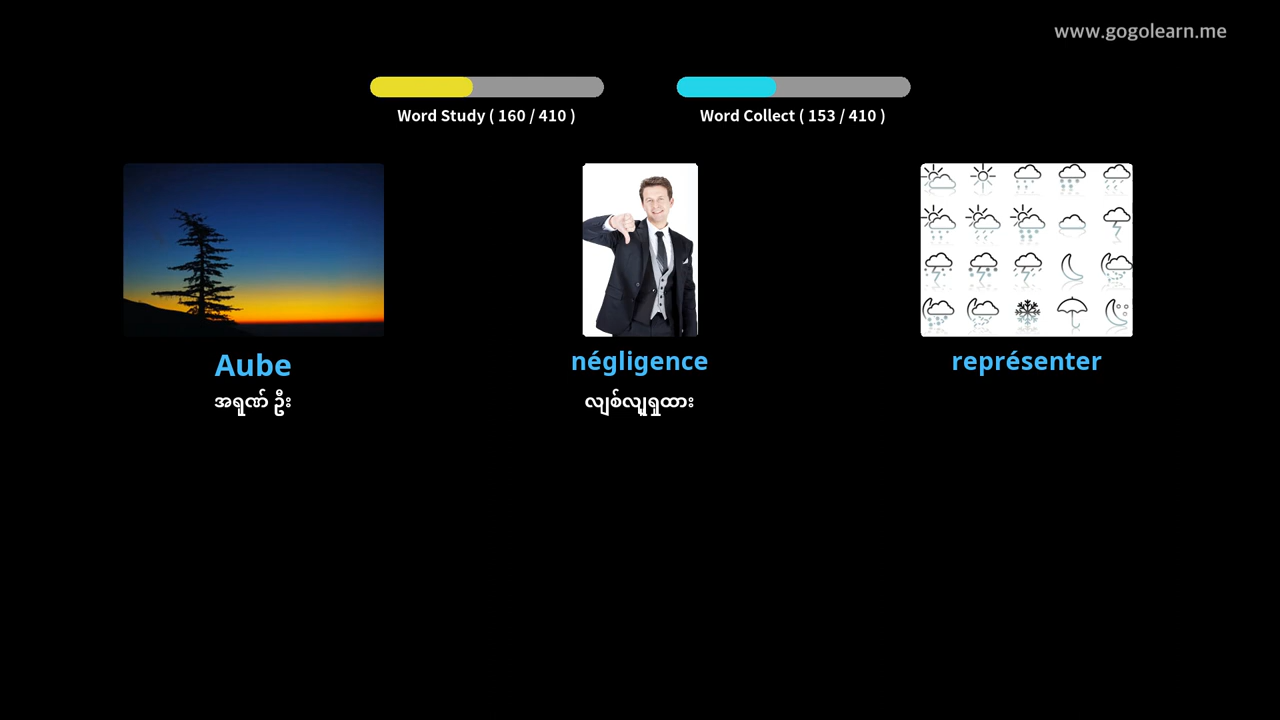 www.gogolearn.me
Word Study ( 160 / 410 )
Word Collect ( 153 / 410 )
Aube
négligence
représenter
အရုဏ် ဦး
လျစ်လျူရှုထား